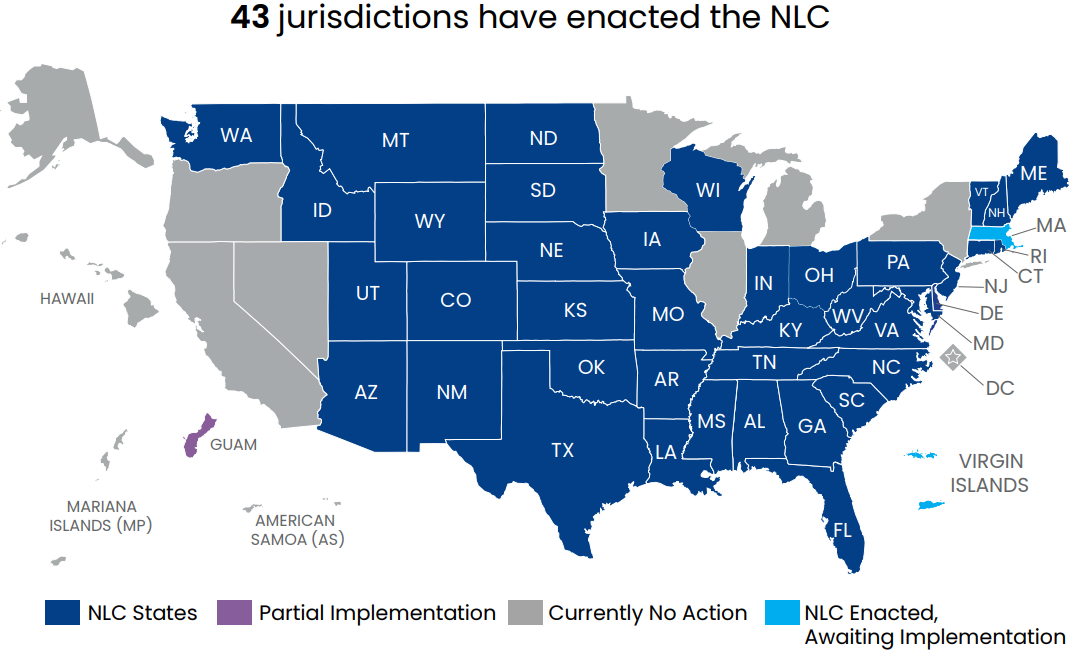 43 jurisdictions have enacted the NLC
WA
MT
ND
ME
VT
NH
SD
WI
ID
WY
MA
IA
NE
RI
PA
CT
OH
IN
NJ
UT
CO
HAWAII
KS
MO
WV
DE
KY
VA
MD
TN
OK
NC
AR
DC
AZ
NM
SC
MS
AL
GA
GUAM
TX
LA
VIRGIN
ISLANDS
MARIANA
ISLANDS (MP)
AMERICAN
SAMOA (AS)
FL
NLC States
Partial Implementation
Currently No Action
NLC Enacted,
Awaiting Implementation